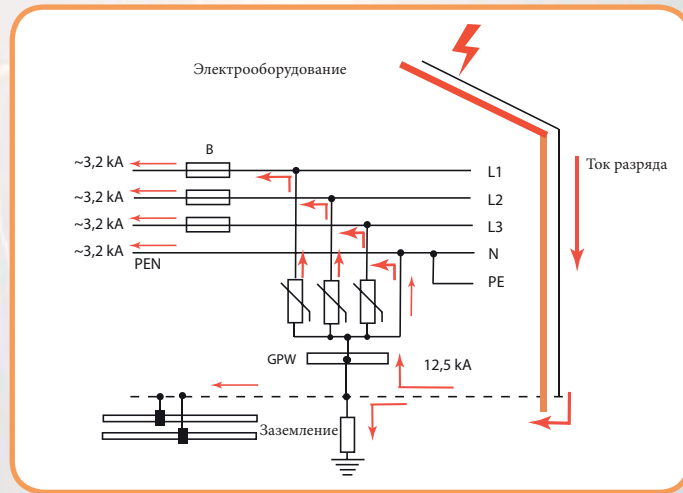 Электрооборудование
B
~3,2 kA
L1
Ток разряда
~3,2 kA
L2
~3,2 kA
L3
~3,2 kA
N
PEN
PE
GPW
12,5 kA
Заземление